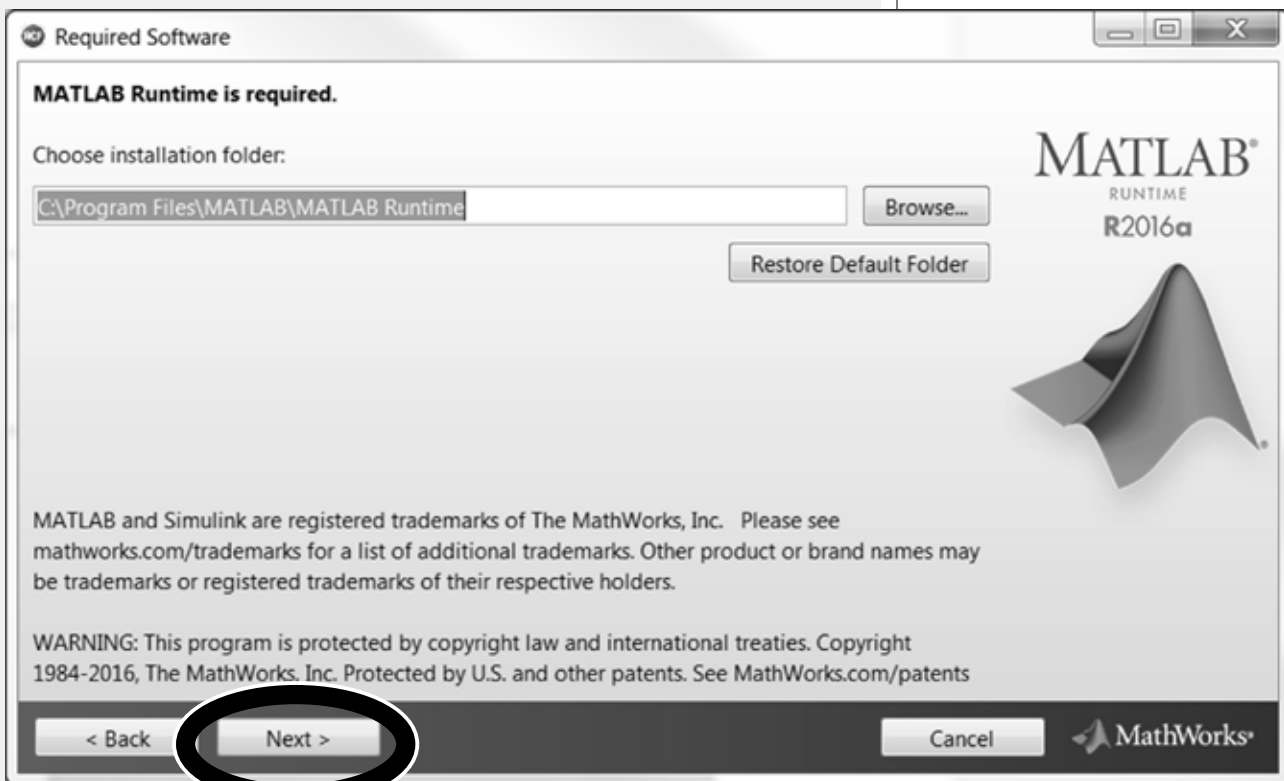 Required Software
MATLAB Runtime is required.
Choose installation folder:
C:\Program Files\MATLAB\MATLAB Runtime
Browse...
Restore Default Folder
MATLAB®
RUNTIME
R2016a
MATLAB and Simulink are registered trademarks of The MathWorks, Inc.   Please see
mathworks.com/trademarks for a list of additional trademarks. Other product or brand names may
be trademarks or registered trademarks of their respective holders.
WARNING: This program is protected by copyright law and international treaties. Copyright
1984-2016, The MathWorks, Inc. Protected by U.S. and other patents. See MathWorks.com/patents
< Back
Next >
Cancel
MathWorks®